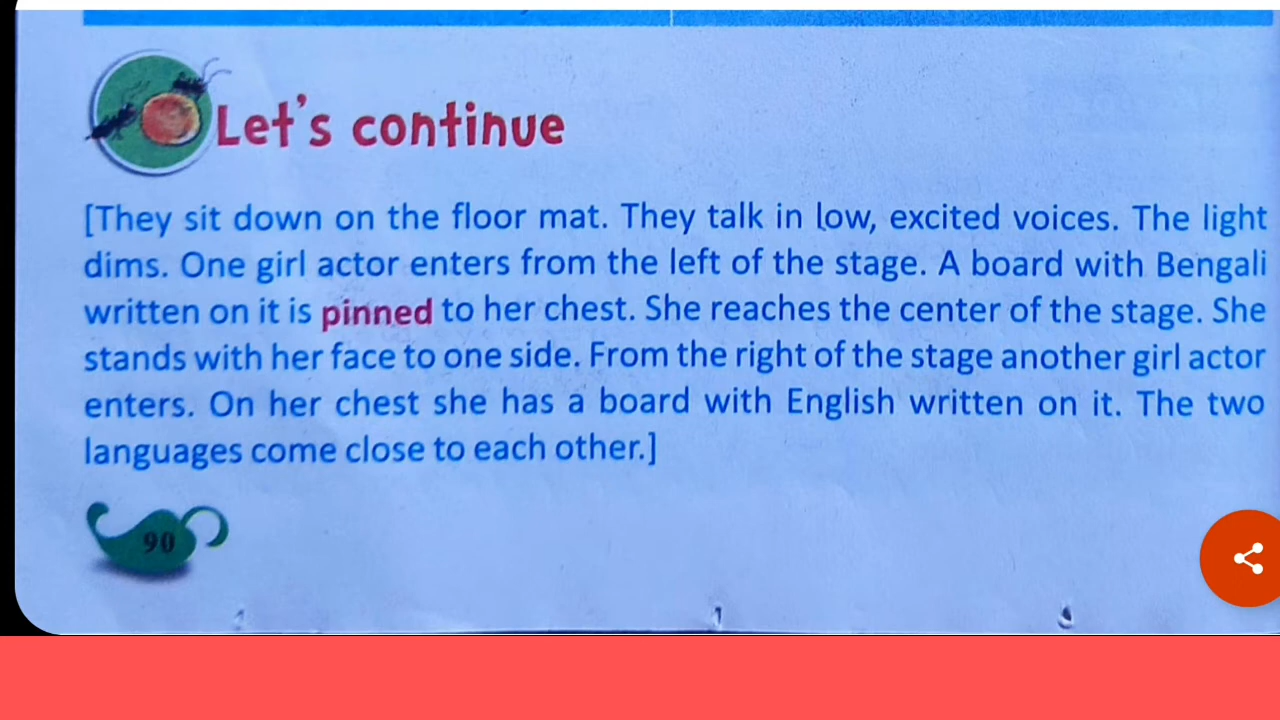 Let's continue
[They sit down on the floor mat. They talk in low, excited voices. The light
dims. One girl actor enters from the left of the stage. A board with Bengali
written on it is pinned to her chest. She reaches the center of the stage. She
stands with her face to one side. From the right of the stage another girl actor
enters. On her chest she has a board with English written on it. The two
languages come close to each other.]
90